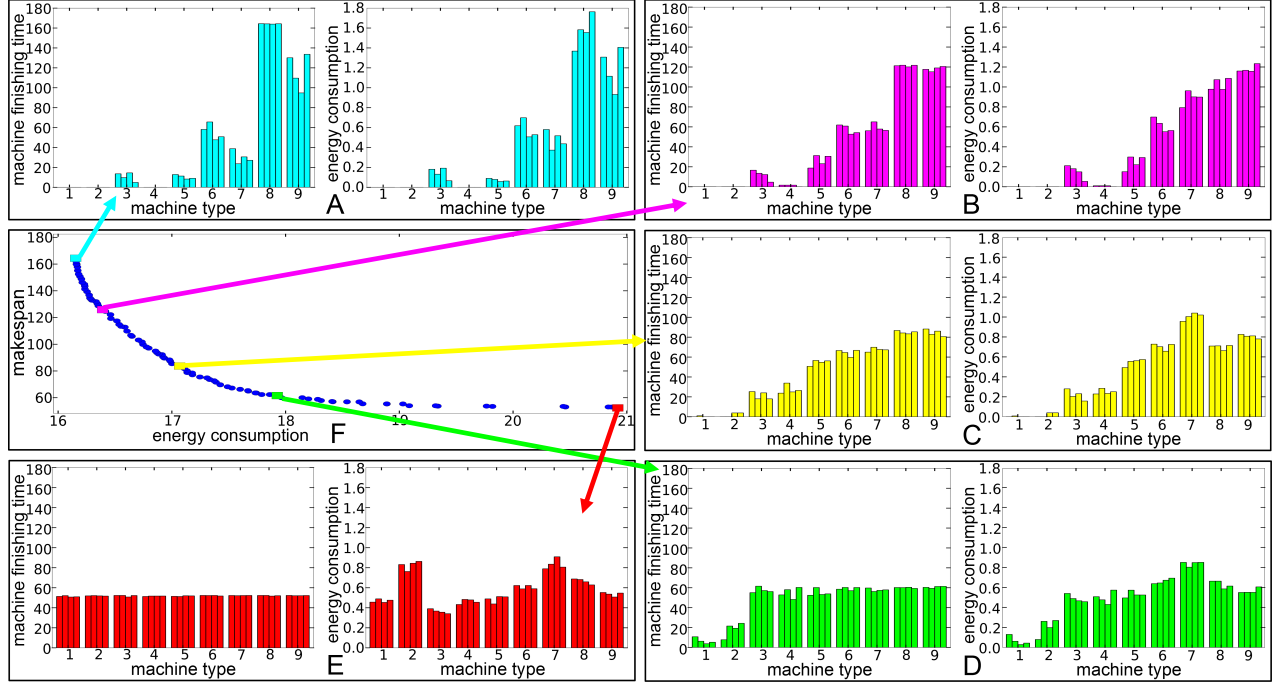 machine finishing time
180
160
140
120
100
80
60
40
20
0
1 2 3 4 5 6 7 8 9
machine type
A
energy consumption
1.8
1.6
1.4
1.2
1.0
0.8
0.6
0.4
0.2
0.0
1 2 3 4 5 6 7 8 9
machine type
machine finishing time
180
160
140
120
100
80
60
40
20
0
1 2 3 4 5 6 7 8 9
machine type
B
energy consumption
1.8
1.6
1.4
1.2
1.0
0.8
0.6
0.4
0.2
0.0
1 2 3 4 5 6 7 8 9
machine type
makespan
180
160
140
120
100
80
60
16 17 18 19 20 21
energy consumption
F
machine finishing time
180
160
140
120
100
80
60
40
20
0
1 2 3 4 5 6 7 8 9
machine type
C
energy consumption
1.8
1.6
1.4
1.2
1.0
0.8
0.6
0.4
0.2
0.0
1 2 3 4 5 6 7 8 9
machine type
machine finishing time
180
160
140
120
100
80
60
40
20
0
1 2 3 4 5 6 7 8 9
machine type
E
energy consumption
1.8
1.6
1.4
1.2
1.0
0.8
0.6
0.4
0.2
0.0
1 2 3 4 5 6 7 8 9
machine type
machine finishing time
180
160
140
120
100
80
60
40
20
0
1 2 3 4 5 6 7 8 9
machine type
D
energy consumption
1.8
1.6
1.4
1.2
1.0
0.8
0.6
0.4
0.2
0.0
1 2 3 4 5 6 7 8 9
machine type